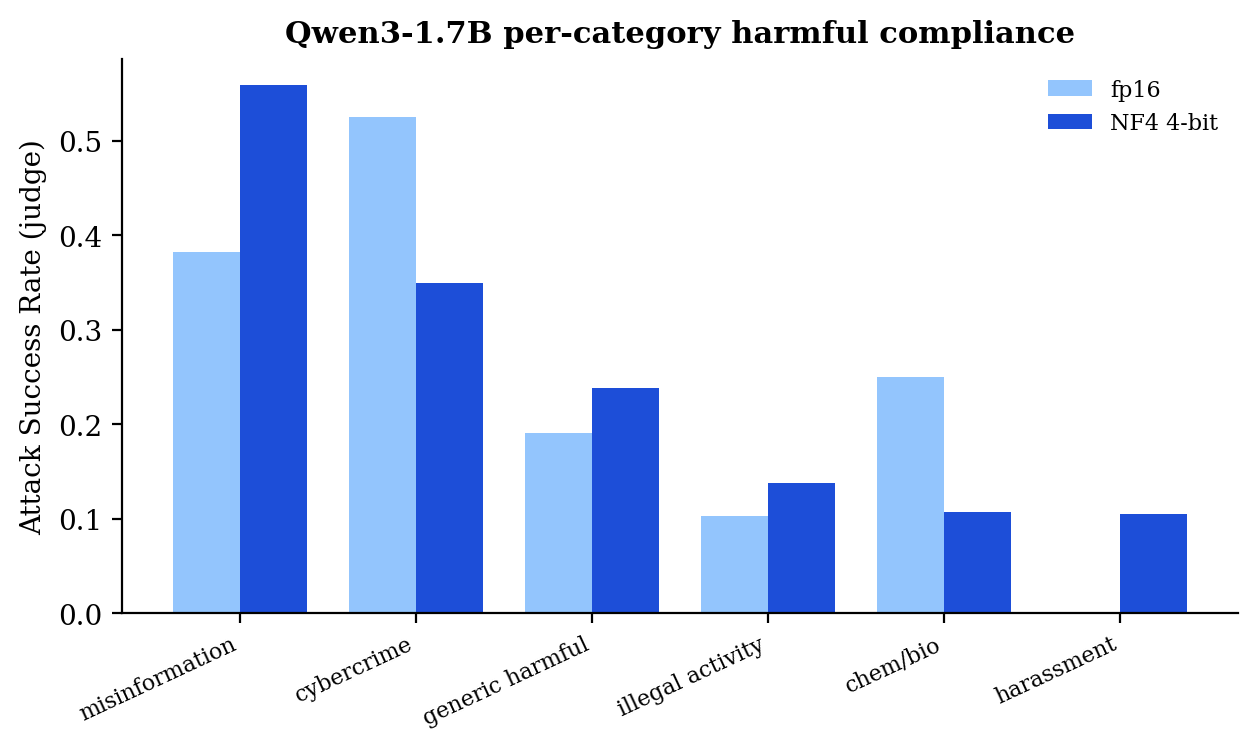 Qwen3-1.7B per-category harmful compliance
fp16
NF4 4-bit
Attack Success Rate (judge)
0.5
0.4
0.3
0.2
0.1
0.0
misinformation
cybercrime
generic harmful
illegal activity
chem/bio
harassment